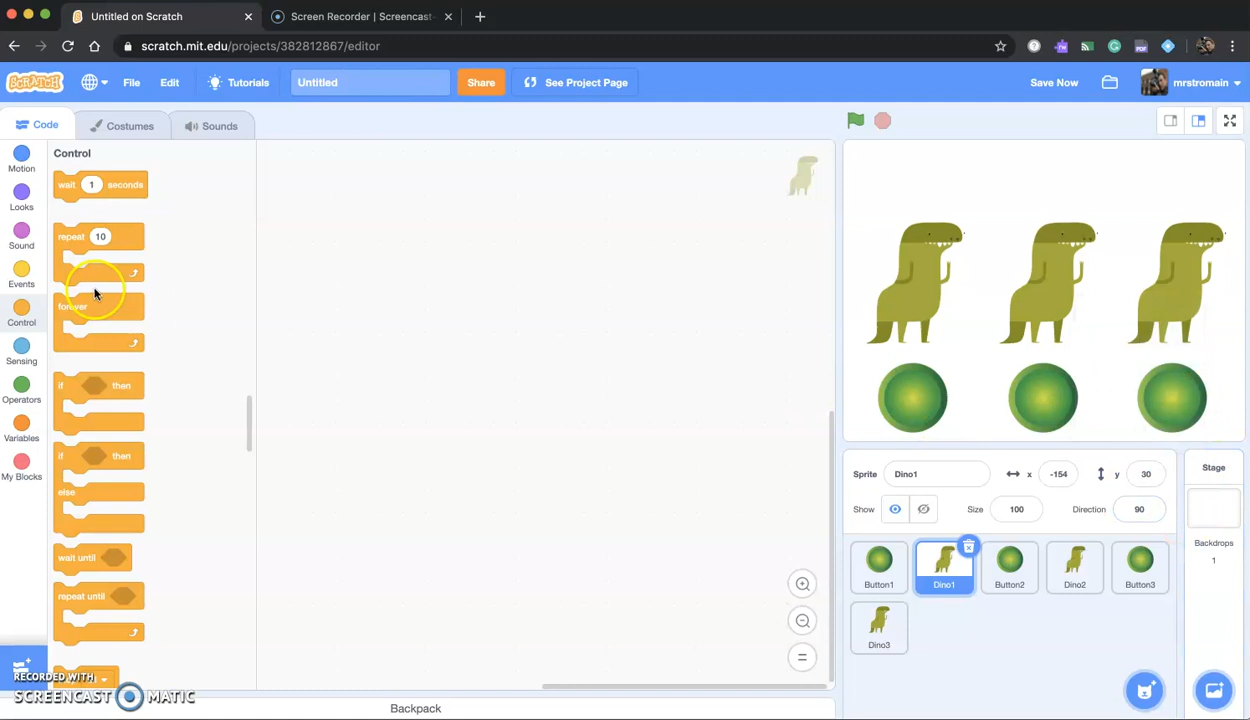 Untitled on Scratch
Screen Recorder | Screencast-
scratch.mit.edu/projects/382812867/editor
SCRATCH
File
Edit
Tutorials
Untitled
Share
See Project Page
Save Now
mrstromain
Code
Costumes
Sounds
Motion
Looks
Sound
Events
Control
Sensing
Operators
Variables
My Blocks
Control
wait 1 seconds
repeat 10
forever
if then
if then
else
wait until
repeat until
Sprite Dino1 x -154 y 30
Show Size 100 Direction 90
Button1
Dino1
Button2
Dino2
Button3
Dino3
Stage
Backdrops
1
Backpack
RECORDED WITH
SCREENCAST MATIC